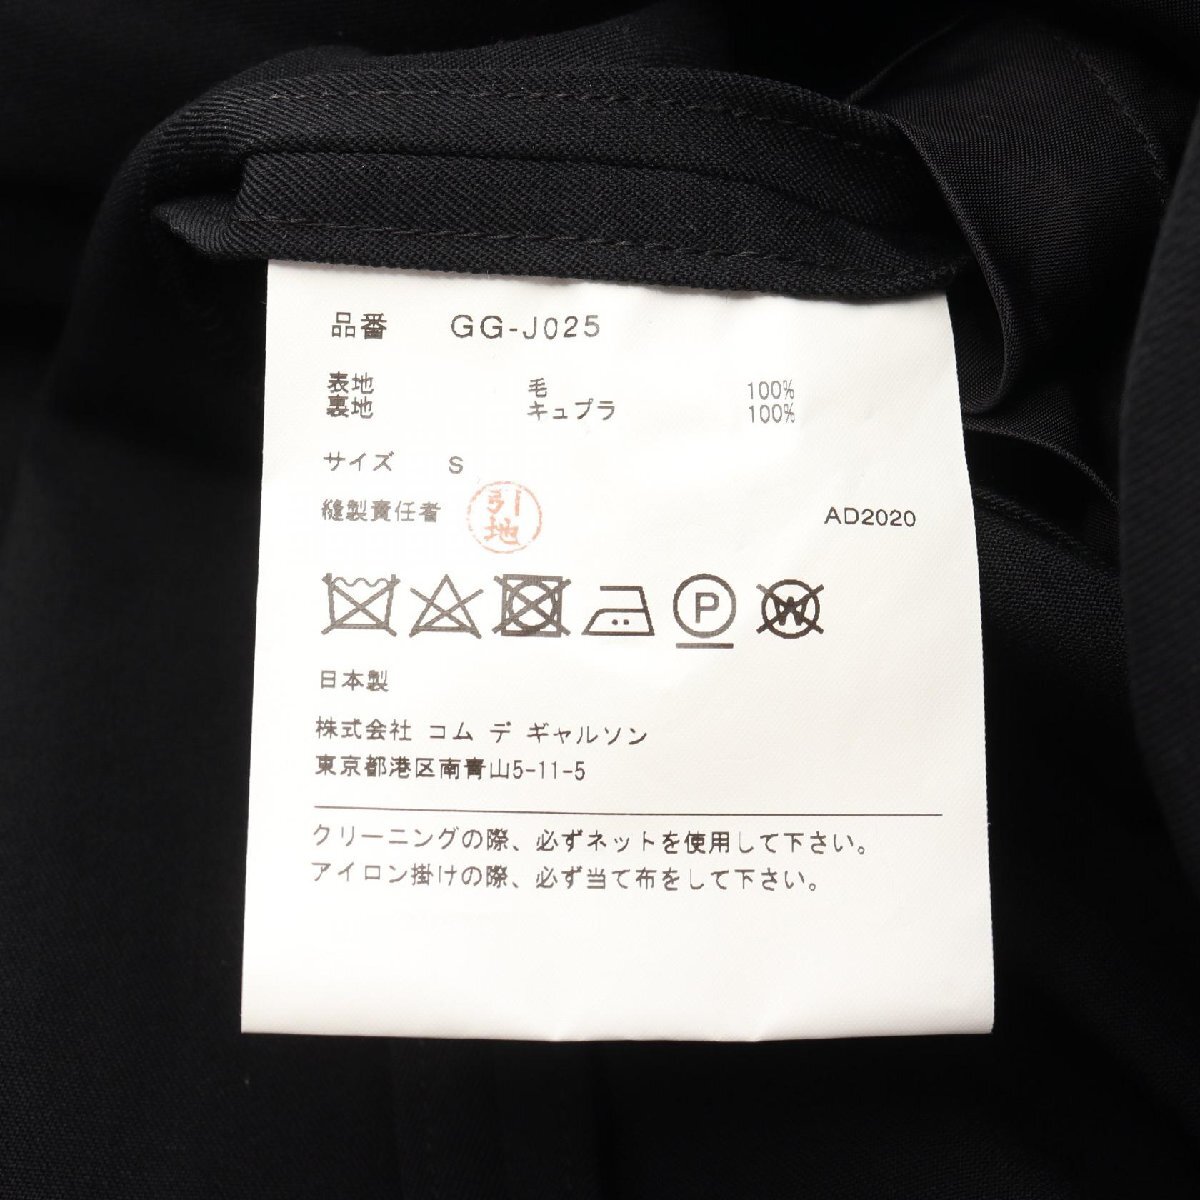 品番 GG-J025
表地 毛 100%
裏地 キュプラ 100%
サイズ S
縫製責任者 引地 AD2020
P W
日本製
株式会社 コム デ ギャルソン
東京都港区南青山5-11-5
クリーニングの際、必ずネットを使用して下さい。
アイロン掛けの際、必ず当て布をして下さい。